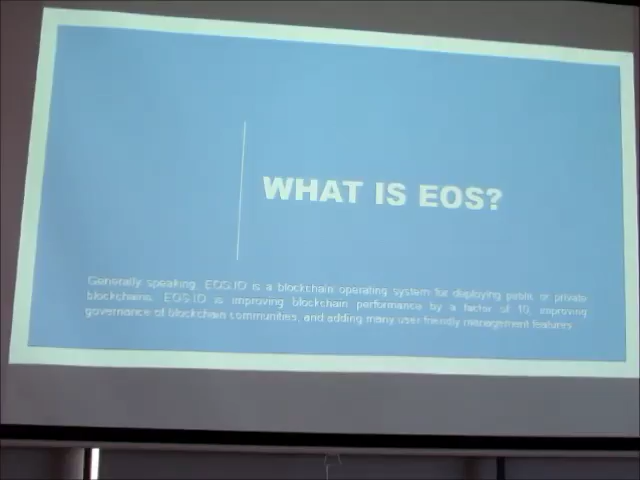 WHAT IS EOS?
Generally speaking, EOS.IO is a blockchain operating system for deploying public or private
blockchains. EOS.IO is improving blockchain performance by a factor of 10, improving
governance of blockchain communities, and adding many user-friendly management features